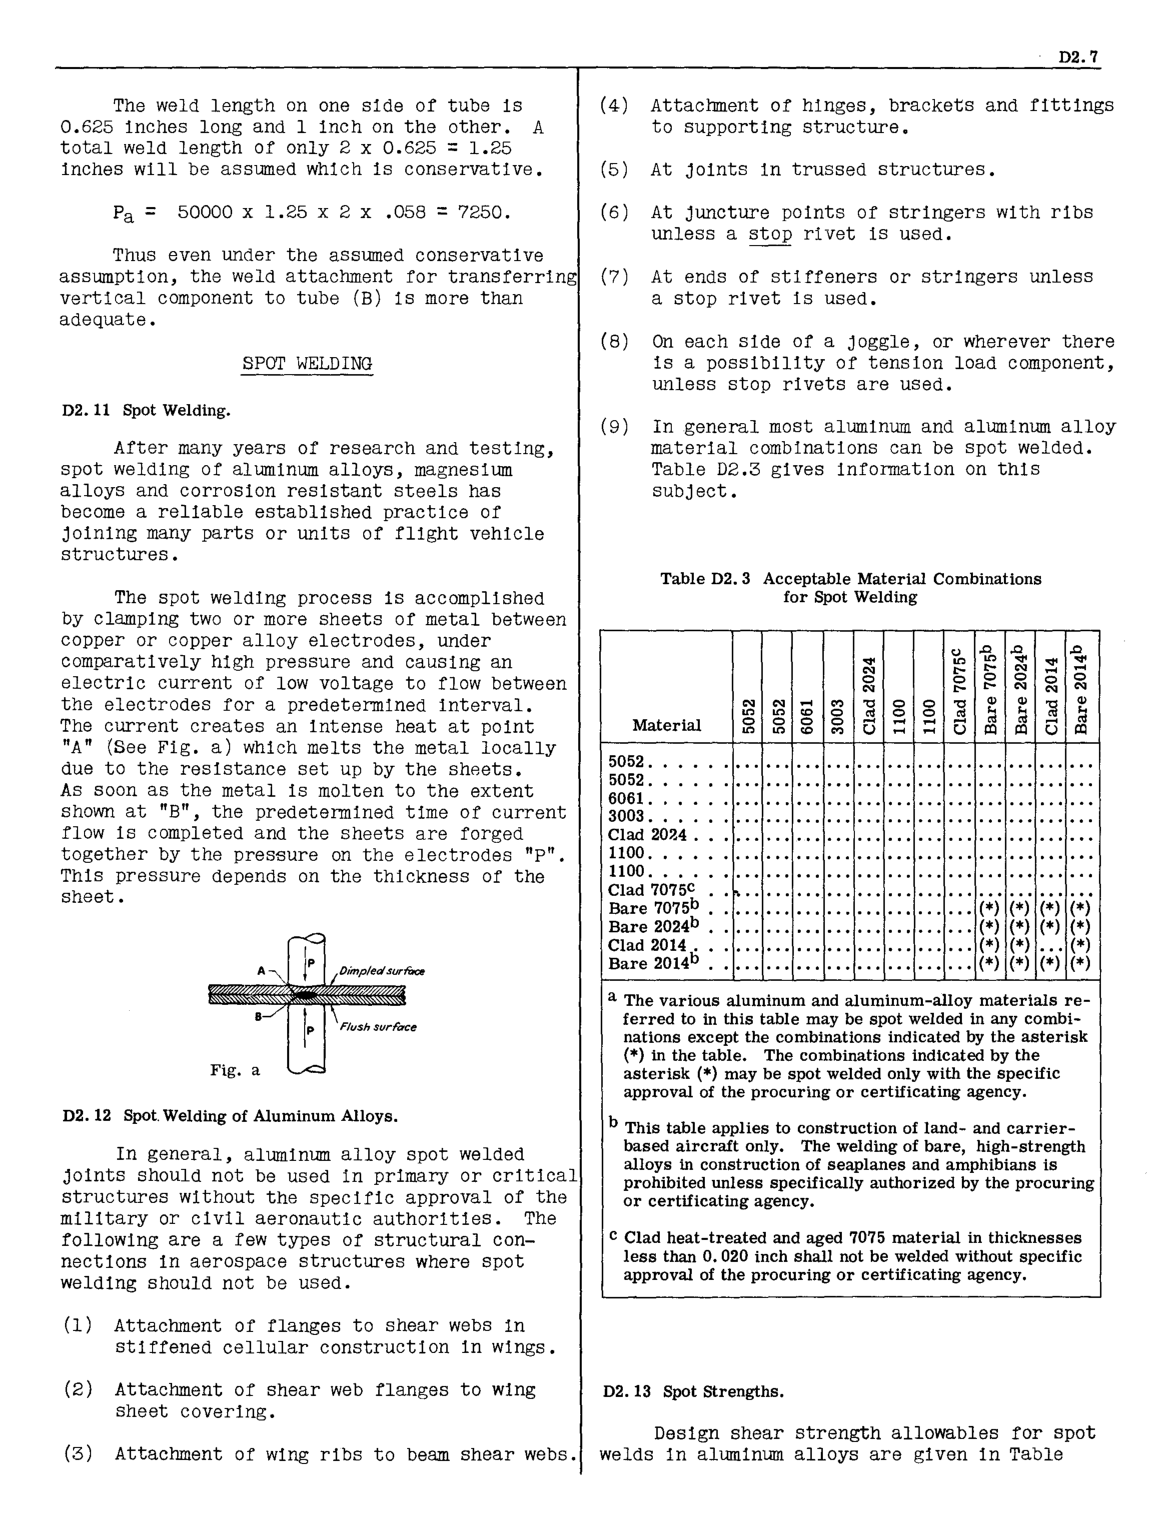 D2.7
The weld length on one side of tube is
0.625 inches long and 1 inch on the other. A
total weld length of only 2 x 0.625 = 1.25
inches will be assumed which is conservative.
Pa = 50000 x 1.25 x 2 x .058 = 7250.
Thus even under the assumed conservative
assumption, the weld attachment for transferring
vertical component to tube (B) is more than
adequate.
SPOT WELDING
D2.11 Spot Welding.
After many years of research and testing,
spot welding of aluminum alloys, magnesium
alloys and corrosion resistant steels has
become a reliable established practice of
joining many parts or units of flight vehicle
structures.
The spot welding process is accomplished
by clamping two or more sheets of metal between
copper or copper alloy electrodes, under
comparatively high pressure and causing an
electric current of low voltage to flow between
the electrodes for a predetermined interval.
The current creates an intense heat at point
"A" (See Fig. a) which melts the metal locally
due to the resistance set up by the sheets.
As soon as the metal is molten to the extent
shown at "B", the predetermined time of current
flow is completed and the sheets are forged
together by the pressure on the electrodes "P".
This pressure depends on the thickness of the
sheet.
A P Dimpled surface
B P Flush surface
Fig. a
D2.12 Spot Welding of Aluminum Alloys.
In general, aluminum alloy spot welded
joints should not be used in primary or critical
structures without the specific approval of the
military or civil aeronautic authorities. The
following are a few types of structural con-
nections in aerospace structures where spot
welding should not be used.
(1) Attachment of flanges to shear webs in
stiffened cellular construction in wings.
(2) Attachment of shear web flanges to wing
sheet covering.
(3) Attachment of wing ribs to beam shear webs.
(4) Attachment of hinges, brackets and fittings
to supporting structure.
(5) At joints in trussed structures.
(6) At juncture points of stringers with ribs
unless a stop rivet is used.
(7) At ends of stiffeners or stringers unless
a stop rivet is used.
(8) On each side of a joggle, or wherever there
is a possibility of tension load component,
unless stop rivets are used.
(9) In general most aluminum and aluminum alloy
material combinations can be spot welded.
Table D2.3 gives information on this
subject.
Table D2.3 Acceptable Material Combinations
for Spot Welding
Material 5052 5052 6061 3003 Clad 2024 1100 1100 Clad 7075c Bare 7075b Bare 2024b Clad 2014 Bare 2014b
5052. . . . . . ... ... ... ... ... ... ... ... ... ... ... ...
5052. . . . . . ... ... ... ... ... ... ... ... ... ... ... ...
6061. . . . . . ... ... ... ... ... ... ... ... ... ... ... ...
3003. . . . . . ... ... ... ... ... ... ... ... ... ... ... ...
Clad 2024 . . . ... ... ... ... ... ... ... ... ... ... ... ...
1100. . . . . . ... ... ... ... ... ... ... ... ... ... ... ...
1100. . . . . . ... ... ... ... ... ... ... ... ... ... ... ...
Clad 7075c . . ... ... ... ... ... ... ... ... ... ... ... ...
Bare 7075b . . ... ... ... ... ... ... ... ... (*) (*) (*) (*)
Bare 2024b . . ... ... ... ... ... ... ... ... (*) (*) (*) (*)
Clad 2014 . . ... ... ... ... ... ... ... ... (*) (*) ... (*)
Bare 2014b . . ... ... ... ... ... ... ... ... (*) (*) (*) (*)
a The various aluminum and aluminum-alloy materials re-
ferred to in this table may be spot welded in any combi-
nations except the combinations indicated by the asterisk
(*) in the table. The combinations indicated by the
asterisk (*) may be spot welded only with the specific
approval of the procuring or certificating agency.
b This table applies to construction of land- and carrier-
based aircraft only. The welding of bare, high-strength
alloys in construction of seaplanes and amphibians is
prohibited unless specifically authorized by the procuring
or certificating agency.
c Clad heat-treated and aged 7075 material in thicknesses
less than 0.020 inch shall not be welded without specific
approval of the procuring or certificating agency.
D2.13 Spot Strengths.
Design shear strength allowables for spot
welds in aluminum alloys are given in Table